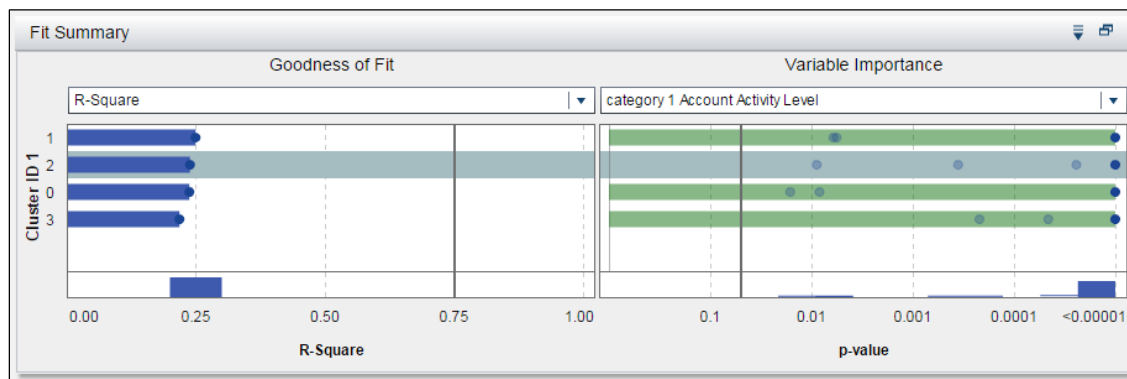 Fit Summary
Goodness of Fit
Variable Importance
R-Square
category 1 Account Activity Level
Cluster ID 1
1
2
0
3
0.00 0.25 0.50 0.75 1.00
0.1 0.01 0.001 0.0001 <0.00001
R-Square
p-value